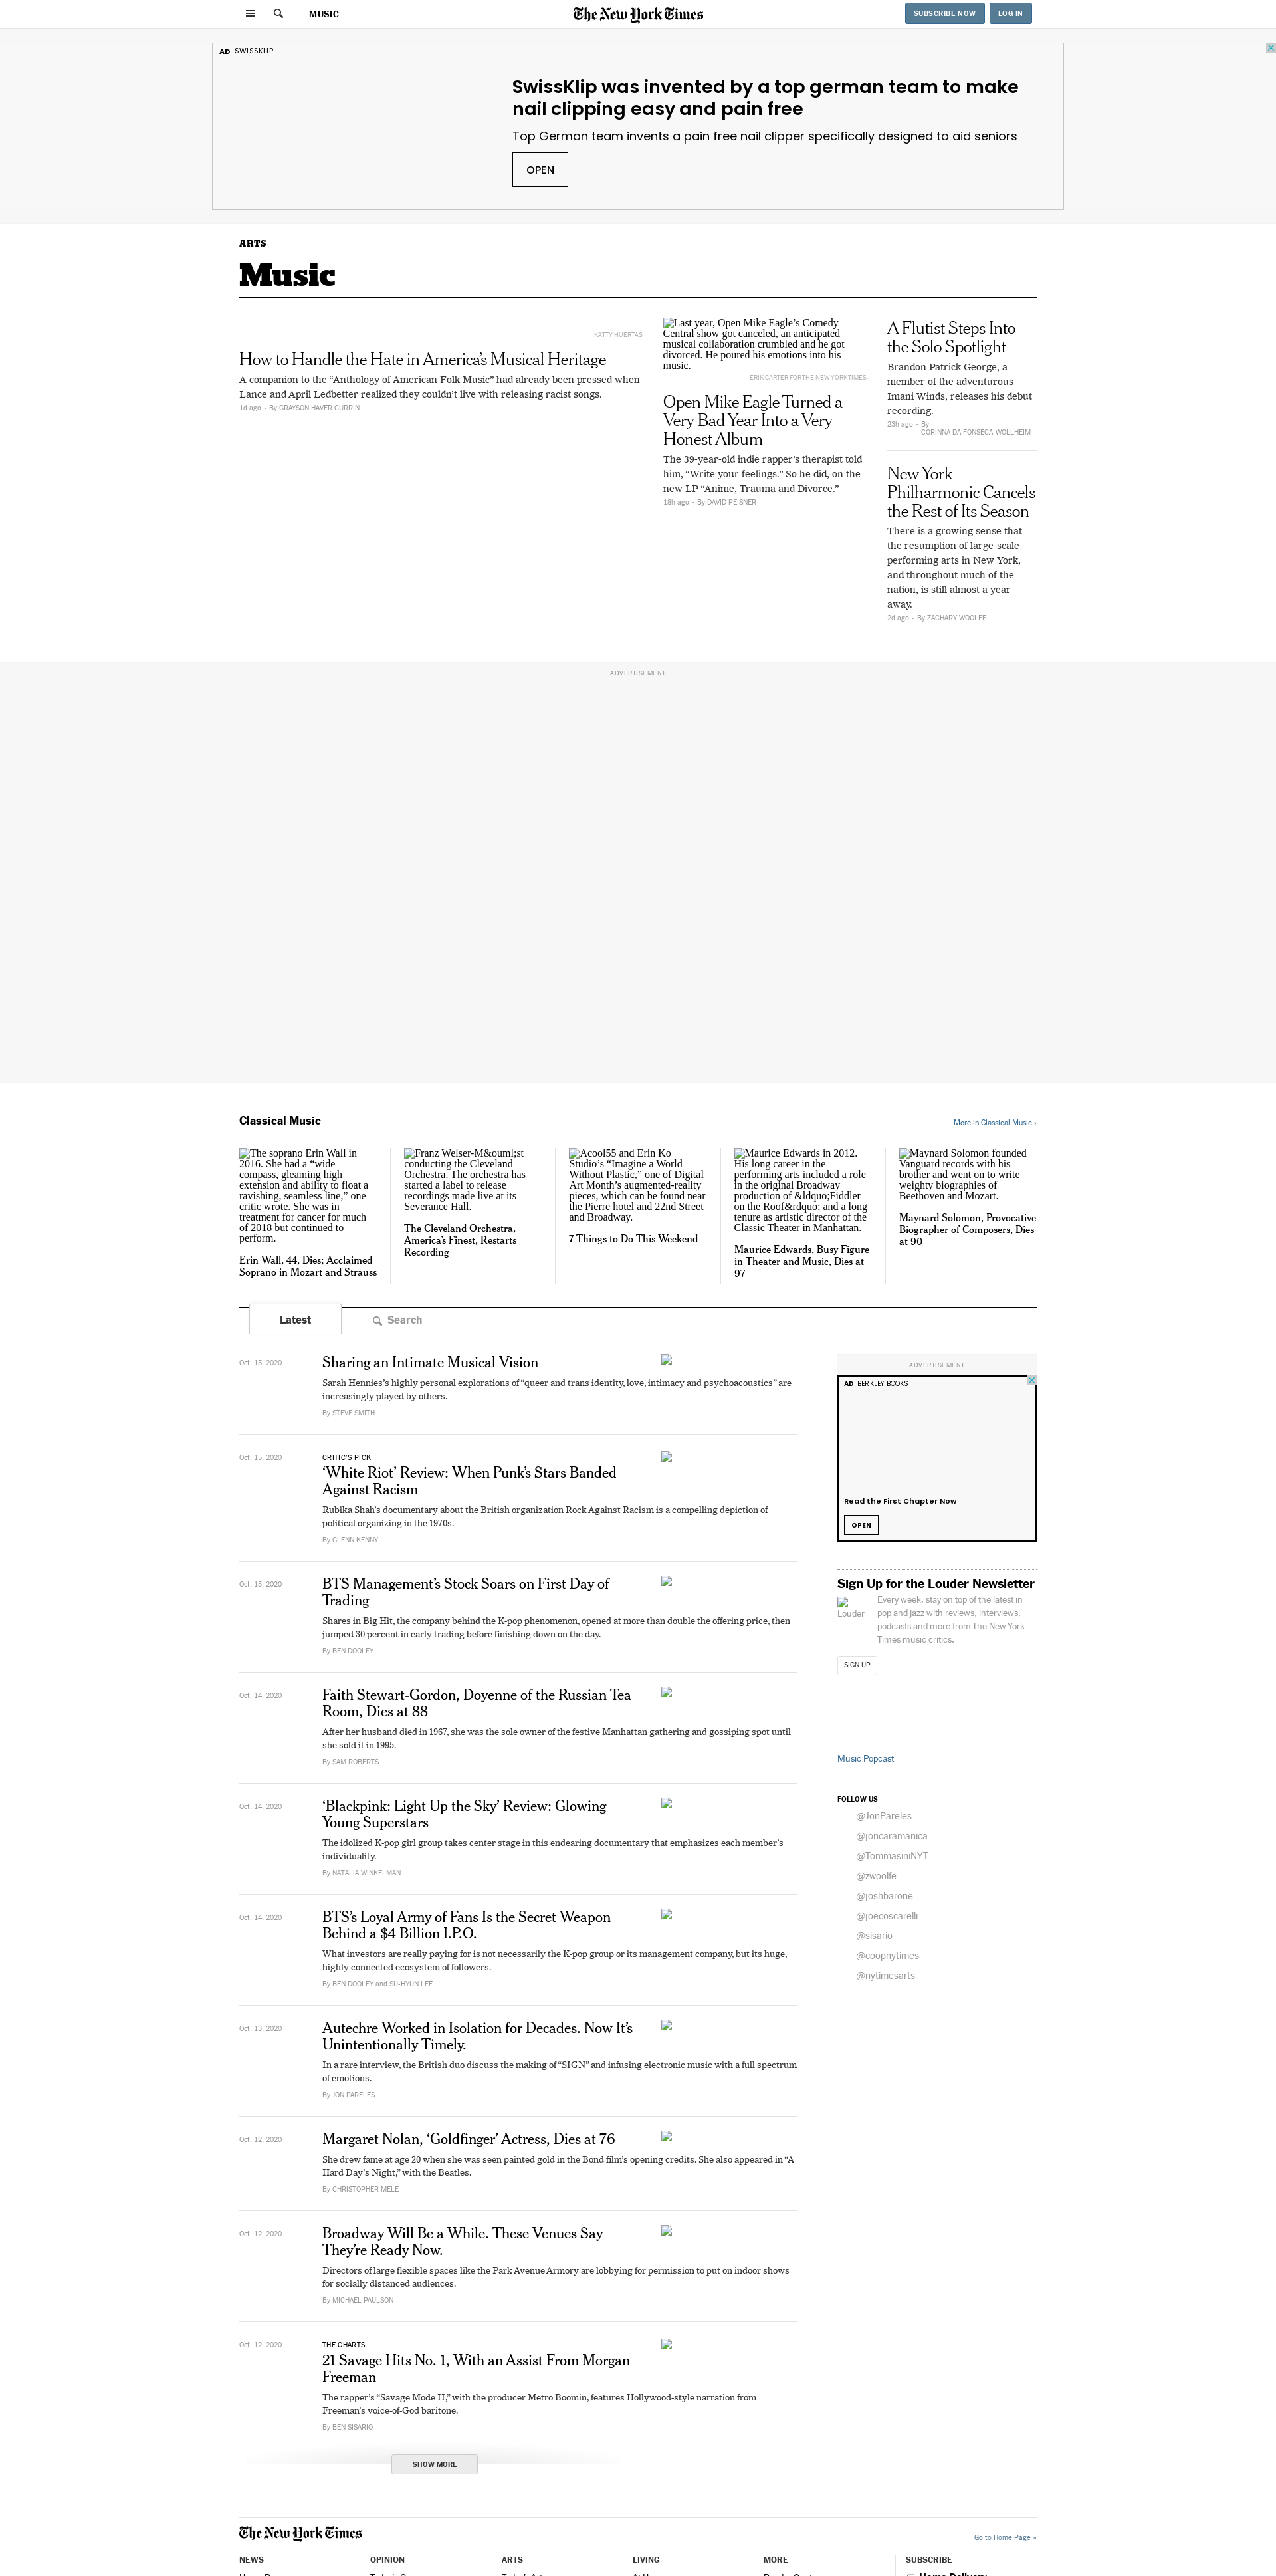 MUSIC
The New York Times
SUBSCRIBE NOW
LOG IN
AD SWISSKLIP
SwissKlip was invented by a top german team to make
nail clipping easy and pain free
Top German team invents a pain free nail clipper specifically designed to aid seniors
OPEN
ARTS
Music
KATTY HUERTAS
How to Handle the Hate in America’s Musical Heritage
A companion to the “Anthology of American Folk Music” had already been pressed when
Lance and April Ledbetter realized they couldn’t live with releasing racist songs.
1d ago • By GRAYSON HAVER CURRIN
Last year, Open Mike Eagle’s Comedy
Central show got canceled, an anticipated
musical collaboration crumbled and he got
divorced. He poured his emotions into his
music.
ERIK CARTER FOR THE NEW YORK TIMES
Open Mike Eagle Turned a
Very Bad Year Into a Very
Honest Album
The 39-year-old indie rapper’s therapist told
him, “Write your feelings.” So he did, on the
new LP “Anime, Trauma and Divorce.”
18h ago • By DAVID PEISNER
A Flutist Steps Into
the Solo Spotlight
Brandon Patrick George, a
member of the adventurous
Imani Winds, releases his debut
recording.
23h ago • By
CORINNA DA FONSECA-WOLLHEIM
New York
Philharmonic Cancels
the Rest of Its Season
There is a growing sense that
the resumption of large-scale
performing arts in New York,
and throughout much of the
nation, is still almost a year
away.
2d ago • By ZACHARY WOOLFE
ADVERTISEMENT
Classical Music
More in Classical Music ›
The soprano Erin Wall in
2016. She had a “wide
compass, gleaming high
extension and ability to float a
ravishing, seamless line,” one
critic wrote. She was in
treatment for cancer for much
of 2018 but continued to
perform.
Erin Wall, 44, Dies; Acclaimed
Soprano in Mozart and Strauss
Franz Welser-M&ouml;st
conducting the Cleveland
Orchestra. The orchestra has
started a label to release
recordings made live at its
Severance Hall.
The Cleveland Orchestra,
America’s Finest, Restarts
Recording
Acool55 and Erin Ko
Studio’s “Imagine a World
Without Plastic,” one of Digital
Art Month’s augmented-reality
pieces, which can be found near
the Pierre hotel and 22nd Street
and Broadway.
7 Things to Do This Weekend
Maurice Edwards in 2012.
His long career in the
performing arts included a role
in the original Broadway
production of &ldquo;Fiddler
on the Roof&rdquo; and a long
tenure as artistic director of the
Classic Theater in Manhattan.
Maurice Edwards, Busy Figure
in Theater and Music, Dies at
97
Maynard Solomon founded
Vanguard records with his
brother and went on to write
weighty biographies of
Beethoven and Mozart.
Maynard Solomon, Provocative
Biographer of Composers, Dies
at 90
Latest
Search
Oct. 15, 2020
Sharing an Intimate Musical Vision
Sarah Hennies’s highly personal explorations of “queer and trans identity, love, intimacy and psychoacoustics” are
increasingly played by others.
By STEVE SMITH
Oct. 15, 2020
CRITIC’S PICK
‘White Riot’ Review: When Punk’s Stars Banded
Against Racism
Rubika Shah’s documentary about the British organization Rock Against Racism is a compelling depiction of
political organizing in the 1970s.
By GLENN KENNY
Oct. 15, 2020
BTS Management’s Stock Soars on First Day of
Trading
Shares in Big Hit, the company behind the K-pop phenomenon, opened at more than double the offering price, then
jumped 30 percent in early trading before finishing down on the day.
By BEN DOOLEY
Oct. 14, 2020
Faith Stewart-Gordon, Doyenne of the Russian Tea
Room, Dies at 88
After her husband died in 1967, she was the sole owner of the festive Manhattan gathering and gossiping spot until
she sold it in 1995.
By SAM ROBERTS
Oct. 14, 2020
‘Blackpink: Light Up the Sky’ Review: Glowing
Young Superstars
The idolized K-pop girl group takes center stage in this endearing documentary that emphasizes each member’s
individuality.
By NATALIA WINKELMAN
Oct. 14, 2020
BTS’s Loyal Army of Fans Is the Secret Weapon
Behind a $4 Billion I.P.O.
What investors are really paying for is not necessarily the K-pop group or its management company, but its huge,
highly connected ecosystem of followers.
By BEN DOOLEY and SU-HYUN LEE
Oct. 13, 2020
Autechre Worked in Isolation for Decades. Now It’s
Unintentionally Timely.
In a rare interview, the British duo discuss the making of “SIGN” and infusing electronic music with a full spectrum
of emotions.
By JON PARELES
Oct. 12, 2020
Margaret Nolan, ‘Goldfinger’ Actress, Dies at 76
She drew fame at age 20 when she was seen painted gold in the Bond film’s opening credits. She also appeared in “A
Hard Day’s Night,” with the Beatles.
By CHRISTOPHER MELE
Oct. 12, 2020
Broadway Will Be a While. These Venues Say
They’re Ready Now.
Directors of large flexible spaces like the Park Avenue Armory are lobbying for permission to put on indoor shows
for socially distanced audiences.
By MICHAEL PAULSON
Oct. 12, 2020
THE CHARTS
21 Savage Hits No. 1, With an Assist From Morgan
Freeman
The rapper’s “Savage Mode II,” with the producer Metro Boomin, features Hollywood-style narration from
Freeman’s voice-of-God baritone.
By BEN SISARIO
SHOW MORE
ADVERTISEMENT
AD BERKLEY BOOKS
Read the First Chapter Now
OPEN
Sign Up for the Louder Newsletter
Louder
Every week, stay on top of the latest in
pop and jazz with reviews, interviews,
podcasts and more from The New York
Times music critics.
SIGN UP
Music Popcast
FOLLOW US
@JonPareles
@joncaramanica
@TommasiniNYT
@zwoolfe
@joshbarone
@joecoscarelli
@sisario
@coopnytimes
@nytimesarts
The New York Times
Go to Home Page »
NEWS
OPINION
ARTS
LIVING
MORE
SUBSCRIBE